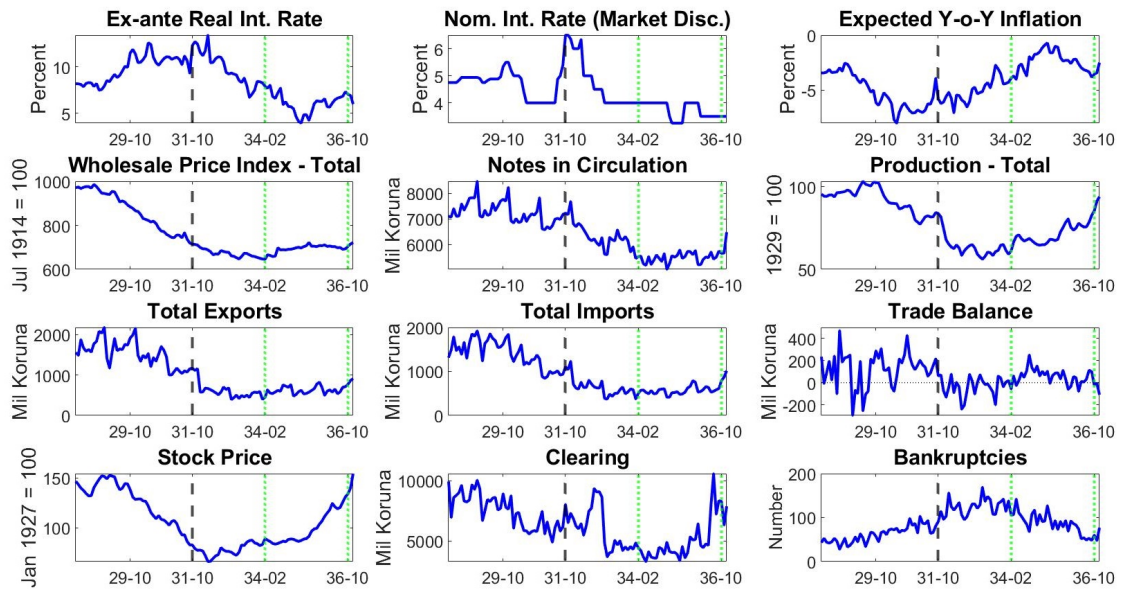 Ex-ante Real Int. Rate
Percent
10
5
29-10 31-10 34-02 36-10
Nom. Int. Rate (Market Disc.)
Percent
6
5
4
29-10 31-10 34-02 36-10
Expected Y-o-Y Inflation
Percent
0
-5
29-10 31-10 34-02 36-10
Wholesale Price Index - Total
Jul 1914 = 100
1000
800
600
29-10 31-10 34-02 36-10
Notes in Circulation
Mil Koruna
8000
7000
6000
29-10 31-10 34-02 36-10
Production - Total
1929 = 100
100
50
29-10 31-10 34-02 36-10
Total Exports
Mil Koruna
2000
1000
0
29-10 31-10 34-02 36-10
Total Imports
Mil Koruna
2000
1000
0
29-10 31-10 34-02 36-10
Trade Balance
Mil Koruna
400
200
0
-200
29-10 31-10 34-02 36-10
Stock Price
Jan 1927 = 100
150
100
29-10 31-10 34-02 36-10
Clearing
Mil Koruna
10000
5000
29-10 31-10 34-02 36-10
Bankruptcies
Number
200
100
0
29-10 31-10 34-02 36-10